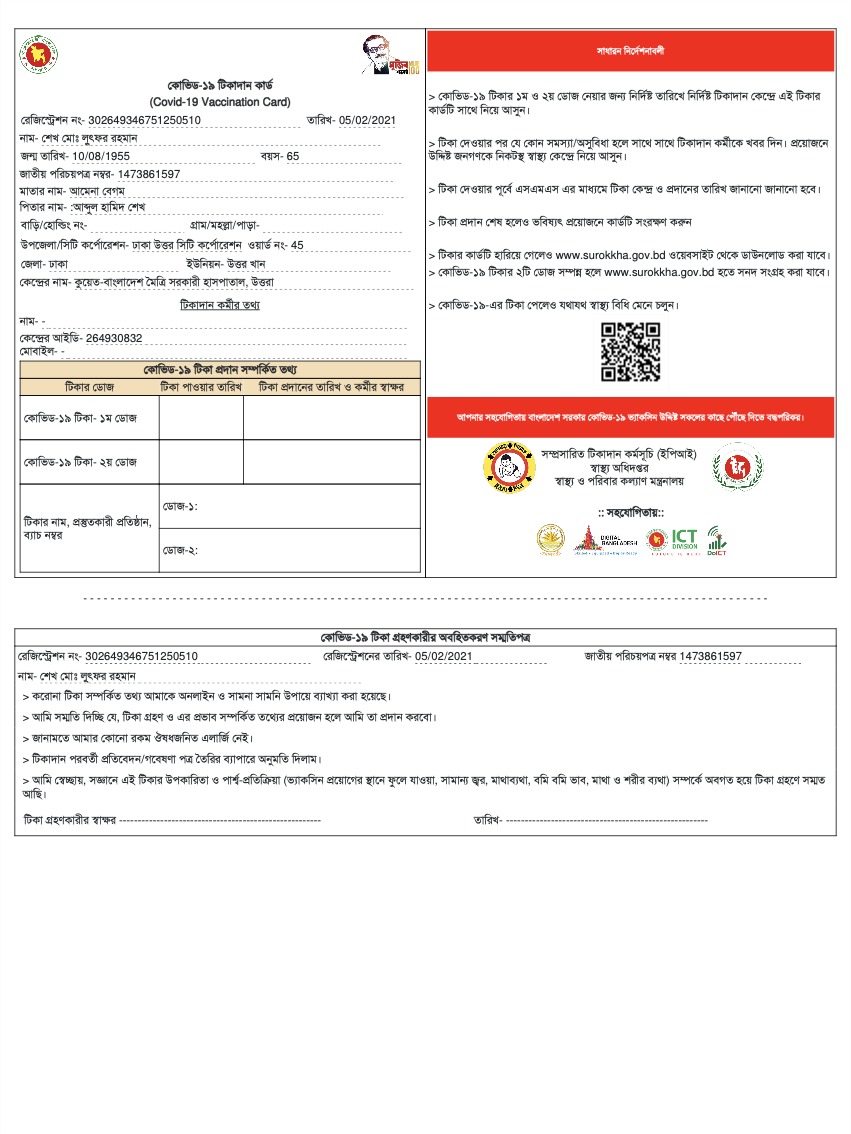 কোভিড-১৯ টিকাদান কার্ড
(Covid-19 Vaccination Card)
রেজিস্ট্রেশন নং- 302649346751250510 তারিখ- 05/02/2021
নাম- শেখ মোঃ লুৎফর রহমান
জন্ম তারিখ- 10/08/1955 বয়স- 65
জাতীয় পরিচয়পত্র নম্বর- 1473861597
মাতার নাম- আমেনা বেগম
পিতার নাম- :আব্দুল হামিদ শেখ
বাড়ি/হোল্ডিং নং- গ্রাম/মহল্লা/পাড়া-
উপজেলা/সিটি কর্পোরেশন- ঢাকা উত্তর সিটি কর্পোরেশন ওয়ার্ড নং- 45
জেলা- ঢাকা ইউনিয়ন- উত্তর খান
কেন্দ্রের নাম- কুয়েত-বাংলাদেশ মৈত্রি সরকারী হাসপাতাল, উত্তরা
টিকাদান কর্মীর তথ্য
নাম- -
কেন্দ্রের আইডি- 264930832
মোবাইল- -
কোভিড-১৯ টিকা প্রদান সম্পর্কিত তথ্য
টিকার ডোজ টিকা পাওয়ার তারিখ টিকা প্রদানের তারিখ ও কর্মীর স্বাক্ষর
কোভিড-১৯ টিকা- ১ম ডোজ
কোভিড-১৯ টিকা- ২য় ডোজ
টিকার নাম, প্রস্তুতকারী প্রতিষ্ঠান,
ব্যাচ নম্বর
ডোজ-১:
ডোজ-২:
সাধারন নির্দেশনাবলী
> কোভিড-১৯ টিকার ১ম ও ২য় ডোজ নেয়ার জন্য নির্দিষ্ট তারিখে নির্দিষ্ট টিকাদান কেন্দ্রে এই টিকার
কার্ডটি সাথে নিয়ে আসুন।
> টিকা দেওয়ার পর যে কোন সমস্যা/অসুবিধা হলে সাথে সাথে টিকাদান কর্মীকে খবর দিন। প্রয়োজনে
উদ্দিষ্ট জনগণকে নিকটস্থ স্বাস্থ্য কেন্দ্রে নিয়ে আসুন।
> টিকা দেওয়ার পূর্বে এসএমএস এর মাধ্যমে টিকা কেন্দ্র ও প্রদানের তারিখ জানানো জানানো হবে।
> টিকা প্রদান শেষ হলেও ভবিষ্যৎ প্রয়োজনে কার্ডটি সংরক্ষণ করুন
> টিকার কার্ডটি হারিয়ে গেলেও www.surokkha.gov.bd ওয়েবসাইট থেকে ডাউনলোড করা যাবে।
> কোভিড-১৯ টিকার ২টি ডোজ সম্পন্ন হলে www.surokkha.gov.bd হতে সনদ সংগ্রহ করা যাবে।
> কোভিড-১৯-এর টিকা পেলেও যথাযথ স্বাস্থ্য বিধি মেনে চলুন।
আপনার সহযোগিতায় বাংলাদেশ সরকার কোভিড-১৯ ভ্যাকসিন উদ্দিষ্ট সকলের কাছে পৌঁছে দিতে বদ্ধপরিকর।
সম্প্রসারিত টিকাদান কর্মসূচি (ইপিআই)
স্বাস্থ্য অধিদপ্তর
স্বাস্থ্য ও পরিবার কল্যাণ মন্ত্রনালয়
:: সহযোগিতায়::
DIGITAL
BANGLADESH
ICT
DIVISION
DoICT
কোভিড-১৯ টিকা গ্রহণকারীর অবহিতকরণ সম্মতিপত্র
রেজিস্ট্রেশন নং- 302649346751250510 রেজিস্ট্রেশনের তারিখ- 05/02/2021 জাতীয় পরিচয়পত্র নম্বর 1473861597
নাম- শেখ মোঃ লুৎফর রহমান
> করোনা টিকা সম্পর্কিত তথ্য আমাকে অনলাইন ও সামনা সামনি উপায়ে ব্যাখ্যা করা হয়েছে।
> আমি সম্মতি দিচ্ছি যে, টিকা গ্রহণ ও এর প্রভাব সম্পর্কিত তথ্যের প্রয়োজন হলে আমি তা প্রদান করবো।
> জানামতে আমার কোনো রকম ঔষধজনিত এলার্জি নেই।
> টিকাদান পরবর্তী প্রতিবেদন/গবেষণা পত্র তৈরির ব্যাপারে অনুমতি দিলাম।
> আমি স্বেচ্ছায়, সজ্ঞানে এই টিকার উপকারিতা ও পার্শ্ব-প্রতিক্রিয়া (ভ্যাকসিন প্রয়োগের স্থানে ফুলে যাওয়া, সামান্য জ্বর, মাথাব্যথা, বমি বমি ভাব, মাথা ও শরীর ব্যথা) সম্পর্কে অবগত হয়ে টিকা গ্রহণে সম্মত
আছি।
টিকা গ্রহণকারীর স্বাক্ষর ------------------------------------------------------ তারিখ- ------------------------------------------------------